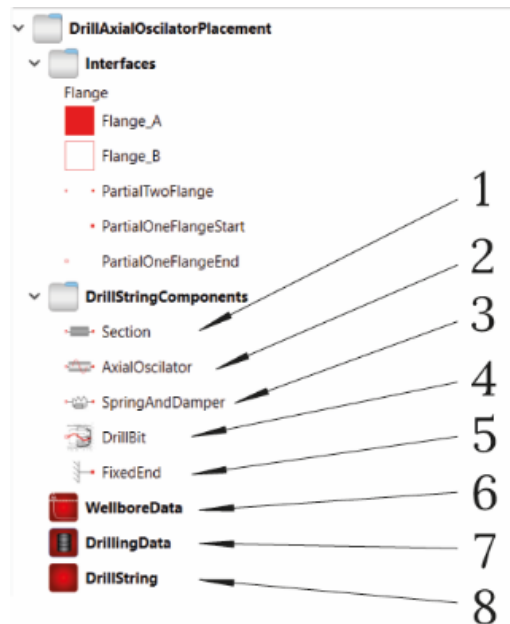 DrillAxialOscilatorPlacement
Interfaces
Flange
Flange_A
Flange_B
PartialTwoFlange
PartialOneFlangeStart
PartialOneFlangeEnd
DrillStringComponents
Section
AxialOscilator
SpringAndDamper
DrillBit
FixedEnd
WellboreData
DrillingData
DrillString
1
2
3
4
5
6
7
8